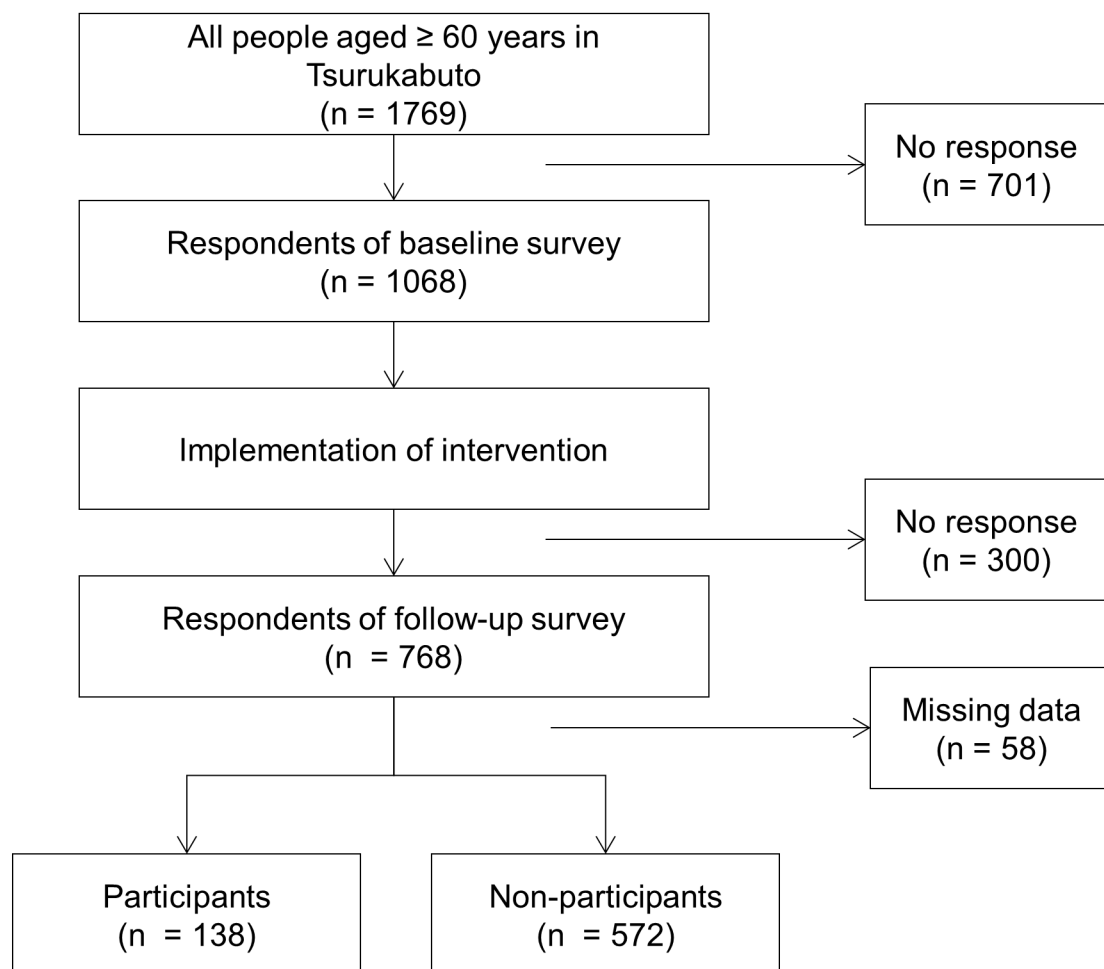 All people aged ≥ 60 years in
Tsurukabuto
(n = 1769)
No response
(n = 701)
Respondents of baseline survey
(n = 1068)
Implementation of intervention
No response
(n = 300)
Respondents of follow-up survey
(n  = 768)
Missing data
(n = 58)
Participants
(n  = 138)
Non-participants
(n  = 572)